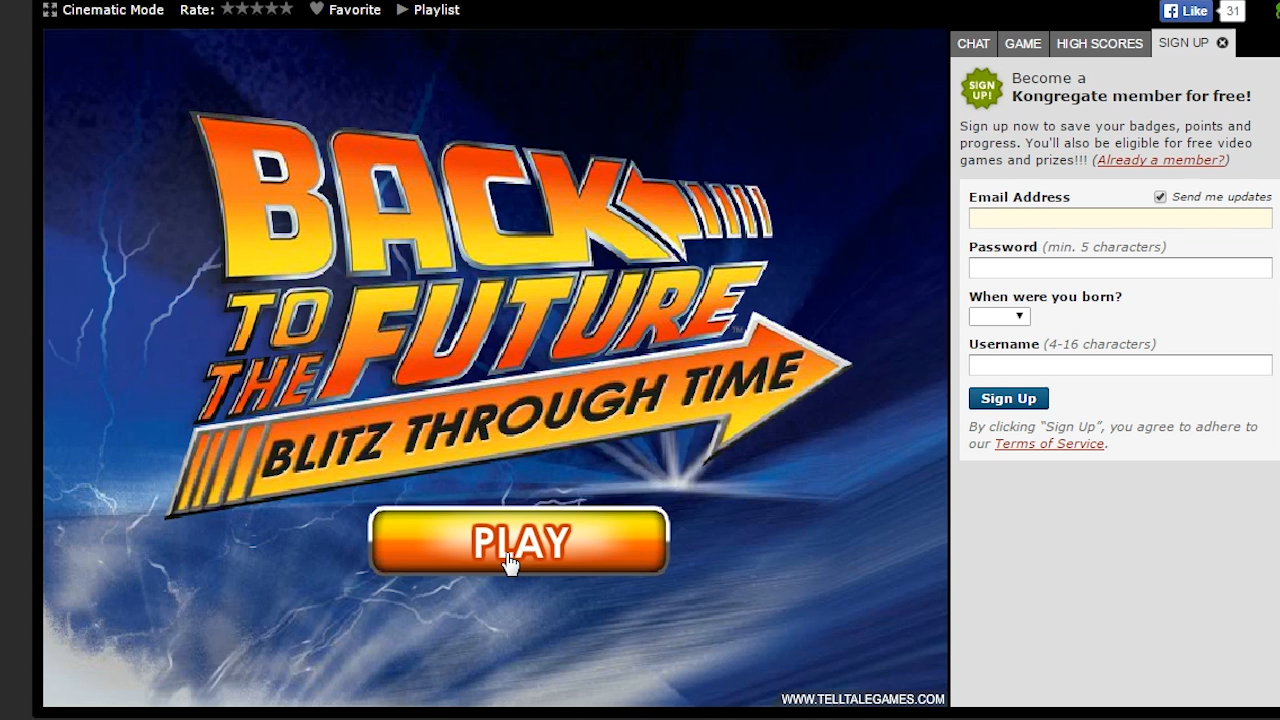 Cinematic Mode Rate: Favorite Playlist
Like 31
BACK
TO THE FUTURE™
BLITZ THROUGH TIME
PLAY
WWW.TELLTALEGAMES.COM
CHAT GAME HIGH SCORES SIGN UP
SIGN UP!
Become a
Kongregate member for free!
Sign up now to save your badges, points and
progress. You'll also be eligible for free video
games and prizes!!! (Already a member?)
Email Address Send me updates
Password (min. 5 characters)
When were you born?
Username (4-16 characters)
Sign Up
By clicking “Sign Up”, you agree to adhere to
our Terms of Service.